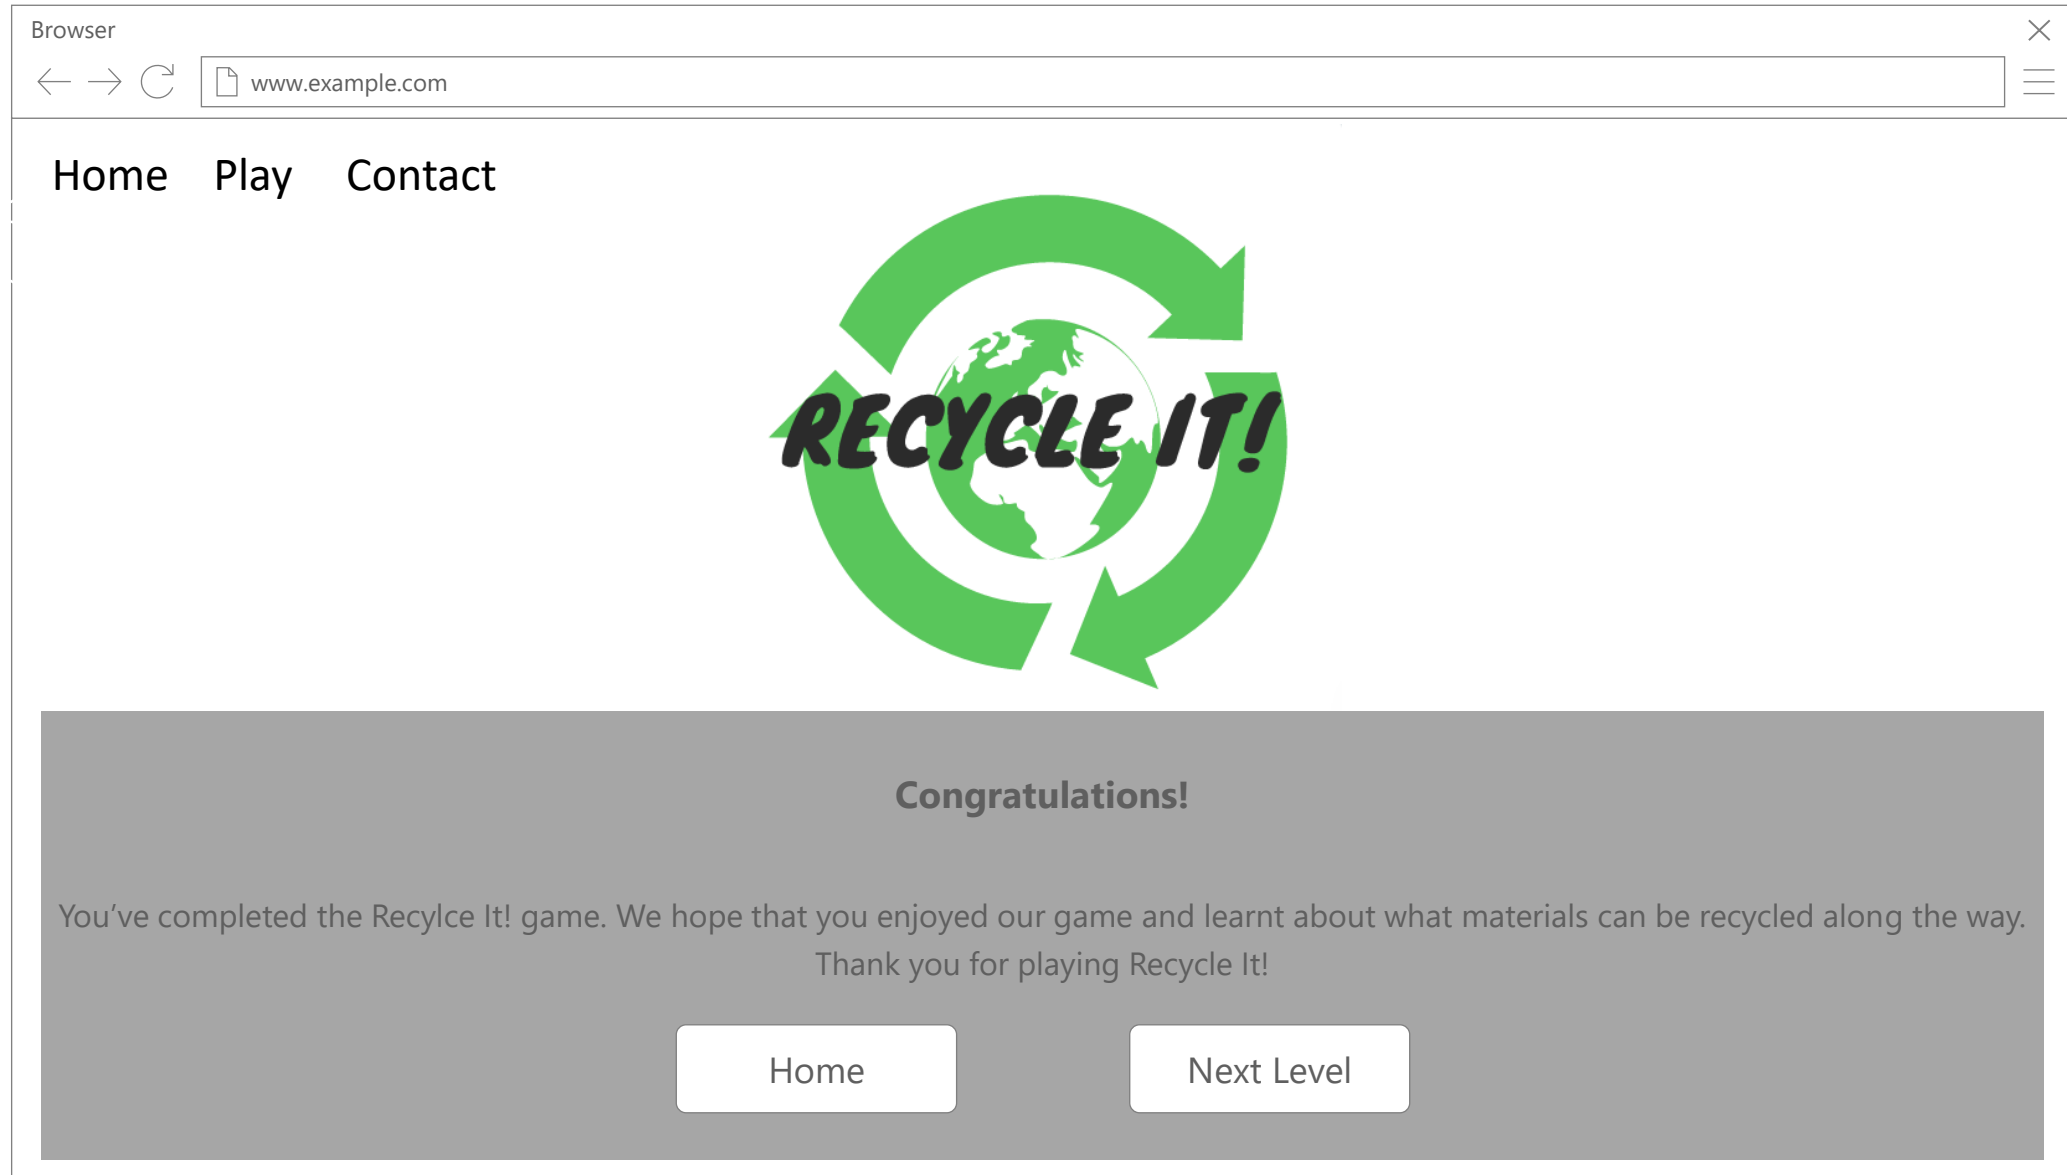 Browser
www.example.com
Home Play Contact
RECYCLE IT!
Congratulations!
You’ve completed the Recylce It! game. We hope that you enjoyed our game and learnt about what materials can be recycled along the way.
Thank you for playing Recycle It!
Home Next Level